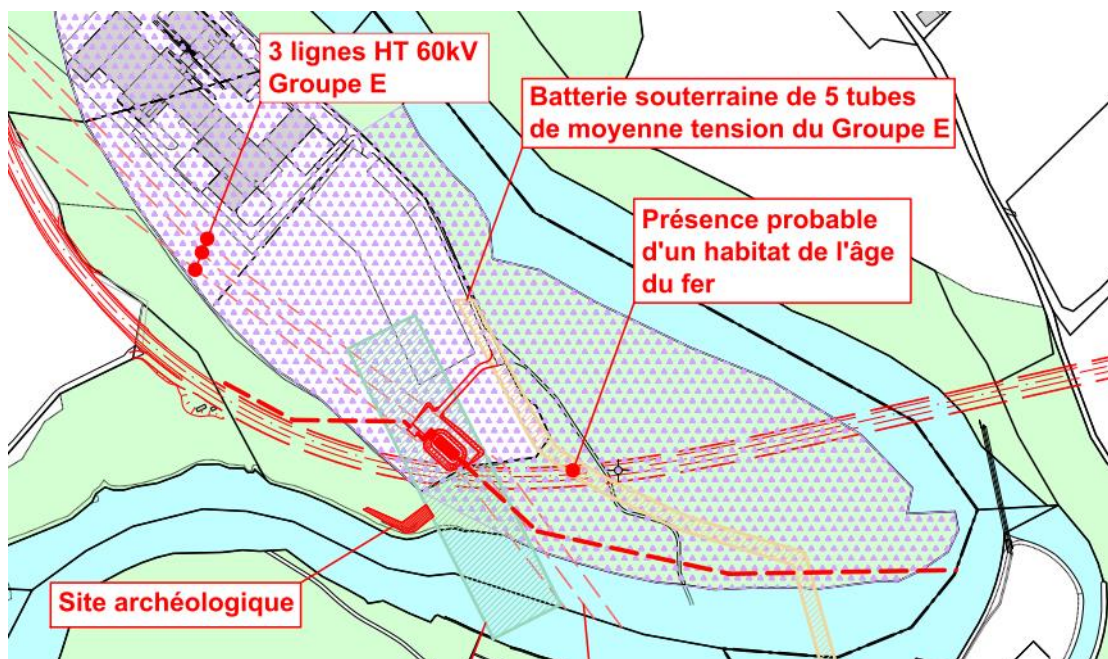 3 lignes HT 60kV
Groupe E
Batterie souterraine de 5 tubes
de moyenne tension du Groupe E
Présence probable
d'un habitat de l'âge
du fer
Site archéologique